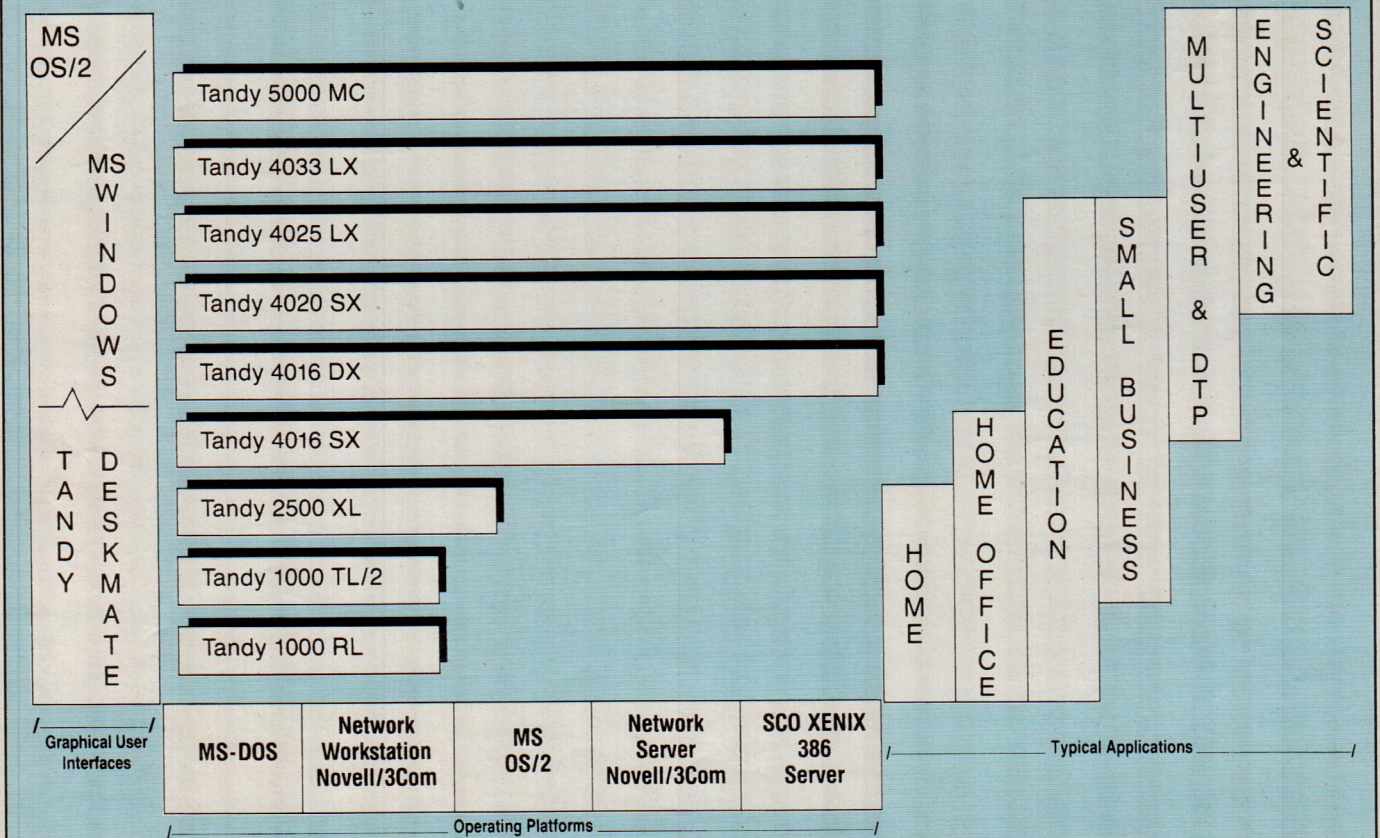 MS
OS/2
MS
WINDOWS
TANDY
DESKMATE
Graphical User
Interfaces
Tandy 5000 MC
Tandy 4033 LX
Tandy 4025 LX
Tandy 4020 SX
Tandy 4016 DX
Tandy 4016 SX
Tandy 2500 XL
Tandy 1000 TL/2
Tandy 1000 RL
MS-DOS
Network
Workstation
Novell/3Com
MS
OS/2
Network
Server
Novell/3Com
SCO XENIX
386
Server
Operating Platforms
HOME
HOME OFFICE
EDUCATION
SMALL BUSINESS
MULTIUSER & DTP
ENGINEERING
&
SCIENTIFIC
Typical Applications